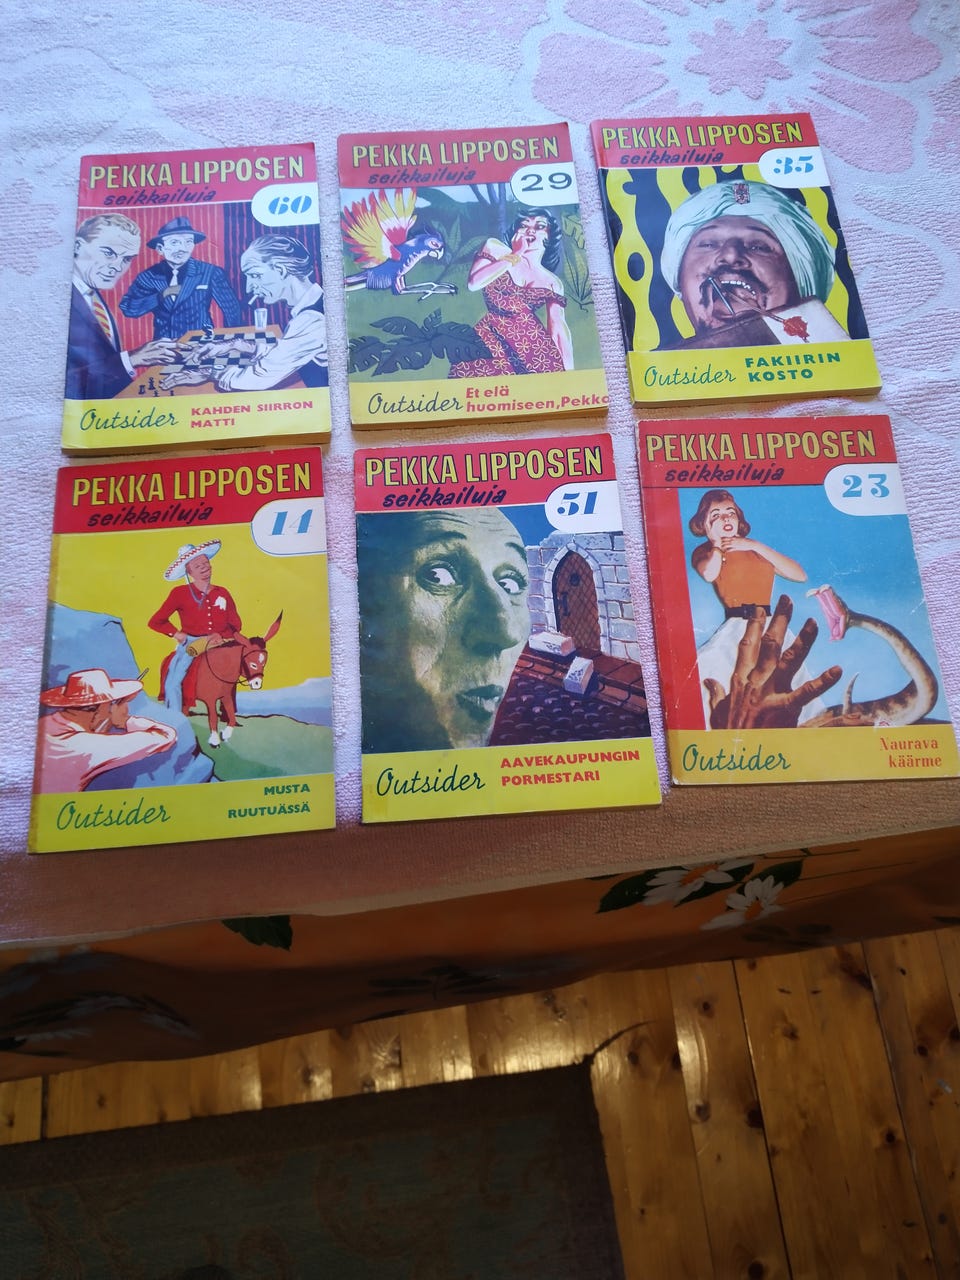 PEKKA LIPPOSEN
seikkailuja
60
Outsider
KAHDEN SIIRRON
MATTI
PEKKA LIPPOSEN
seikkailuja
29
Outsider
Et elä
huomiseen, Pekka
PEKKA LIPPOSEN
seikkailuja
35
Outsider
FAKIIRIN
KOSTO
PEKKA LIPPOSEN
seikkailuja
14
Outsider
MUSTA
RUUTUÄSSÄ
PEKKA LIPPOSEN
seikkailuja
51
Outsider
AAVEKAUPUNGIN
PORMESTARI
PEKKA LIPPOSEN
seikkailuja
23
Outsider
Naurava
käärme